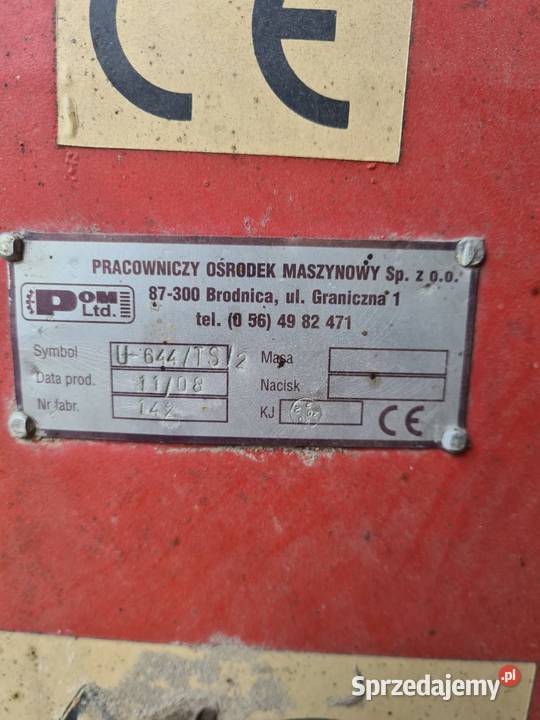 CE
PRACOWNICZY OŚRODEK MASZYNOWY Sp. z o.o.
POM Ltd.
87-300 Brodnica, ul. Graniczna 1
tel. (0 56) 49 82 471
Symbol U-644/TS/2 Masa
Data prod. 11/08 Nacisk
Nr fabr. 142 KJ CE
Sprzedajemy.pl